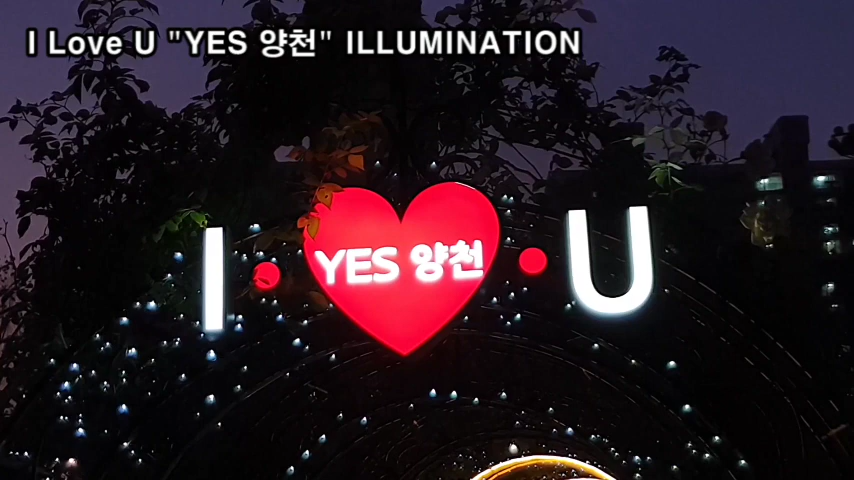 I Love U "YES 양천" ILLUMINATION
I · YES 양천 · U